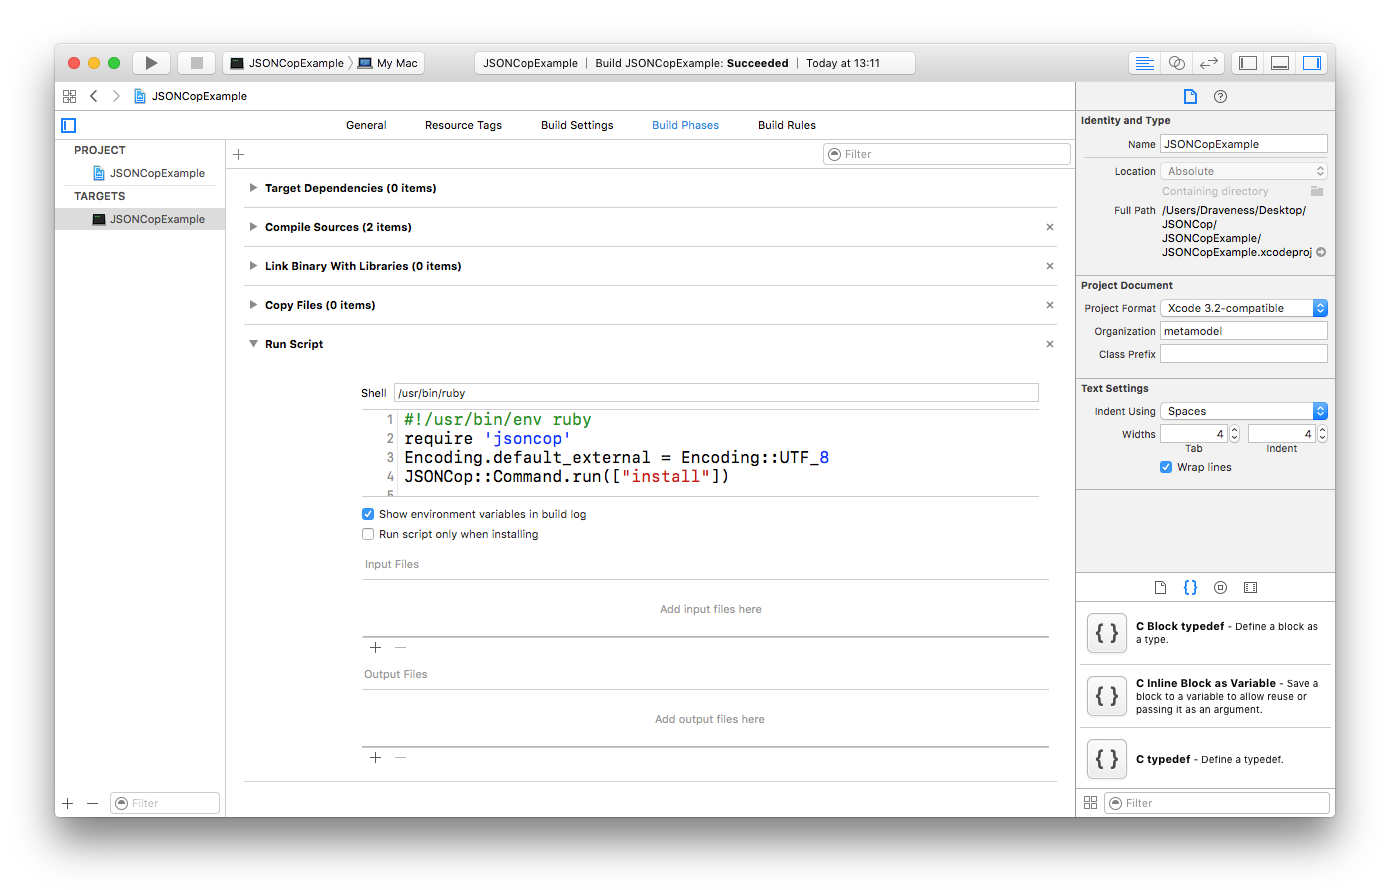 JSONCopExample 〉 My Mac
JSONCopExample | Build JSONCopExample: Succeeded | Today at 13:11
JSONCopExample
General Resource Tags Build Settings Build Phases Build Rules
PROJECT
JSONCopExample
TARGETS
JSONCopExample
Filter
Filter
Target Dependencies (0 items)
Compile Sources (2 items)
Link Binary With Libraries (0 items)
Copy Files (0 items)
Run Script
Shell /usr/bin/ruby
1 #!/usr/bin/env ruby
2 require 'jsoncop'
3 Encoding.default_external = Encoding::UTF_8
4 JSONCop::Command.run(["install"])
5
Show environment variables in build log
Run script only when installing
Input Files
Add input files here
Output Files
Add output files here
Identity and Type
Name JSONCopExample
Location Absolute
Containing directory
Full Path /Users/Draveness/Desktop/
JSONCop/
JSONCopExample/
JSONCopExample.xcodeproj
Project Document
Project Format Xcode 3.2-compatible
Organization metamodel
Class Prefix
Text Settings
Indent Using Spaces
Widths 4 4
Tab Indent
Wrap lines
{ }
{ } C Block typedef - Define a block as
a type.
{ } C Inline Block as Variable - Save a
block to a variable to allow reuse or
passing it as an argument.
{ } C typedef - Define a typedef.
Filter